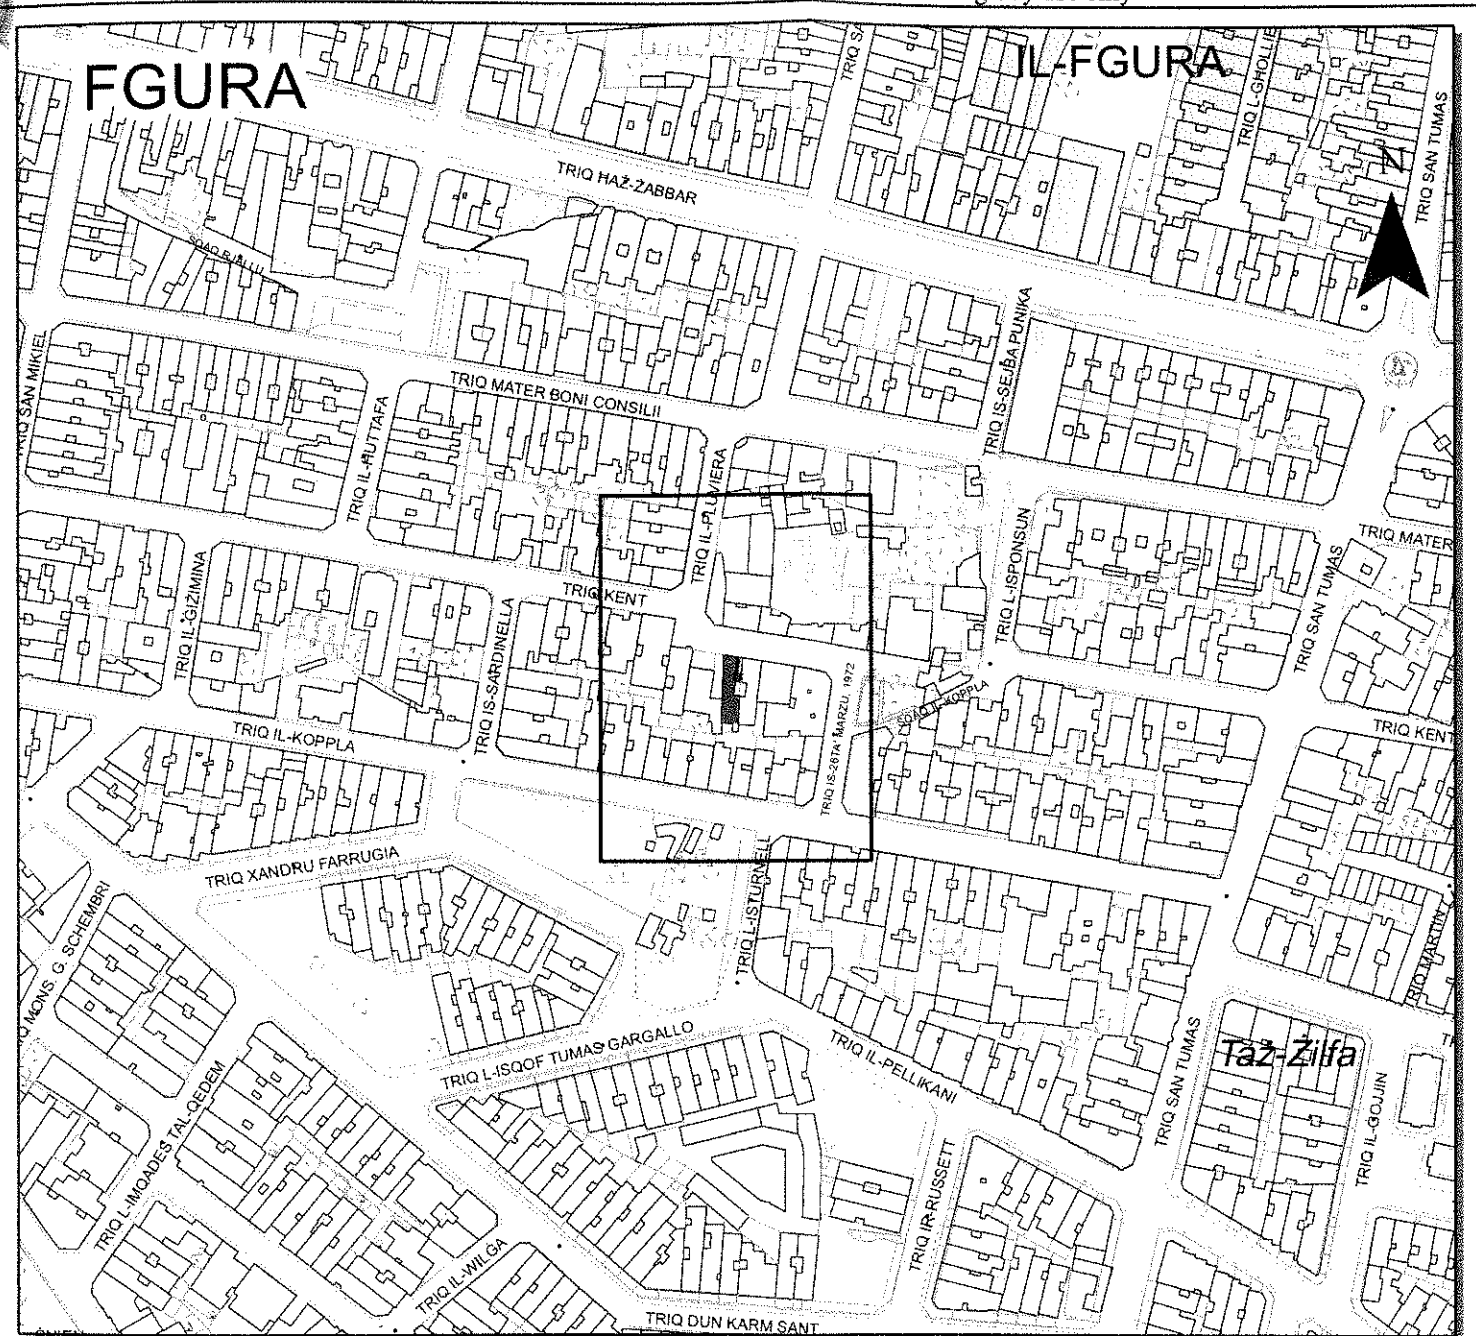 FGURA
IL-FGURA
TRIQ L-GHOLLIE
TRIQ SAN TUMAS
N
TRIQ HAŻ-ŻABBAR
TRIQ IS-SEJBA PUNIKA
TRIQ SAN MIKIEL
TRIQ MATER BONI CONSILII
TRIQ IL-ĦUTTAFA
TRIQ IL-PLUVIERA
TRIQ MATER
TRIQ L-ISPONSUN
TRIQ SAN TUMAS
TRIQ IL-GIZIMINA
TRIQ KENT
TRIQ IS-SARDINELLA
TRIQ IS-26TA' MARZU, 1972
SQAQ IL-KOPPLA
TRIQ KENT
TRIQ IL-KOPPLA
TRIQ XANDRU FARRUGIA
TRIQ L-ISTURNELL
TRIQ MARTIN
MONS. G. SCHEMBRI
TRIQ L-ISQOF TUMAS GARGALLO
TRIQ IL-PELLIKANI
TRIQ SAN TUMAS
Taż-Żilfa
TRIQ IL-GOJJIN
TRIQ L-IMQADES TAL-QEDEM
TRIQ IR-RUSSETT
TRIQ IL-WILGA
TRIQ DUN KARM SANT